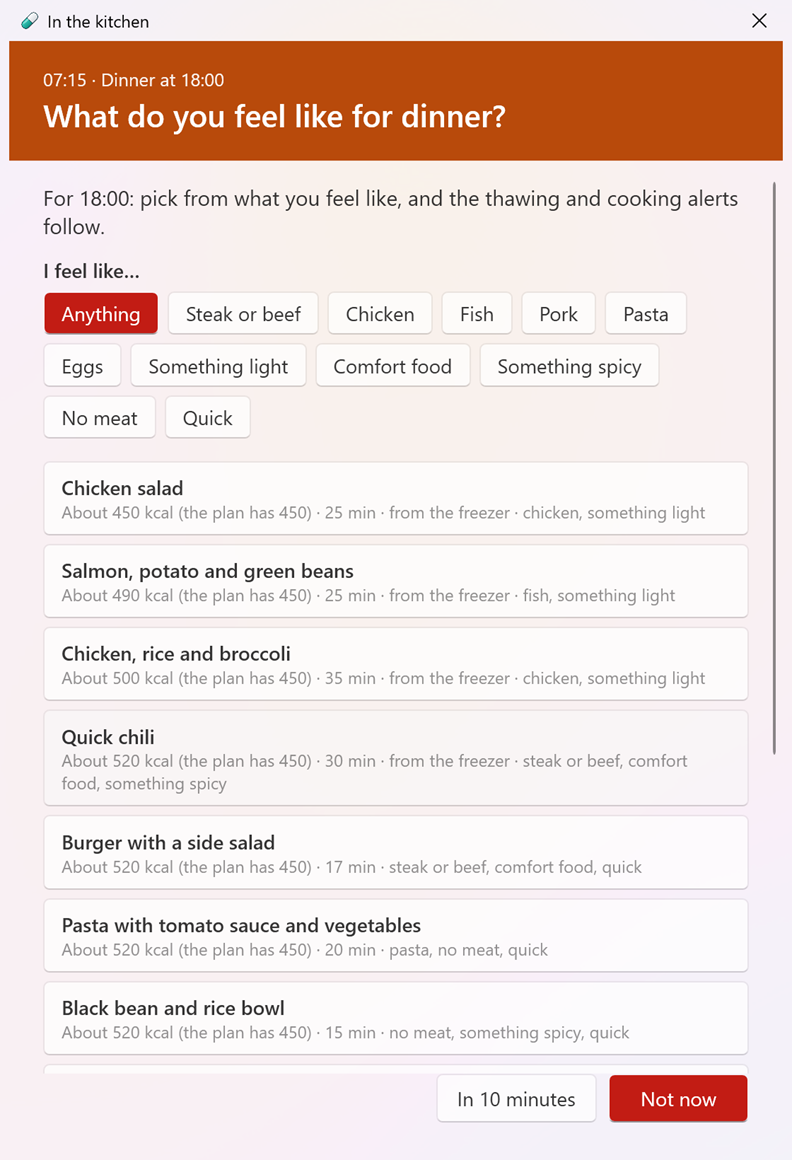 In the kitchen
07:15 · Dinner at 18:00
What do you feel like for dinner?
For 18:00: pick from what you feel like, and the thawing and cooking alerts
follow.
I feel like...
Anything Steak or beef Chicken Fish Pork Pasta
Eggs Something light Comfort food Something spicy
No meat Quick
Chicken salad
About 450 kcal (the plan has 450) · 25 min · from the freezer · chicken, something light
Salmon, potato and green beans
About 490 kcal (the plan has 450) · 25 min · from the freezer · fish, something light
Chicken, rice and broccoli
About 500 kcal (the plan has 450) · 35 min · from the freezer · chicken, something light
Quick chili
About 520 kcal (the plan has 450) · 30 min · from the freezer · steak or beef, comfort
food, something spicy
Burger with a side salad
About 520 kcal (the plan has 450) · 17 min · steak or beef, comfort food, quick
Pasta with tomato sauce and vegetables
About 520 kcal (the plan has 450) · 20 min · pasta, no meat, quick
Black bean and rice bowl
About 520 kcal (the plan has 450) · 15 min · no meat, something spicy, quick
In 10 minutes Not now